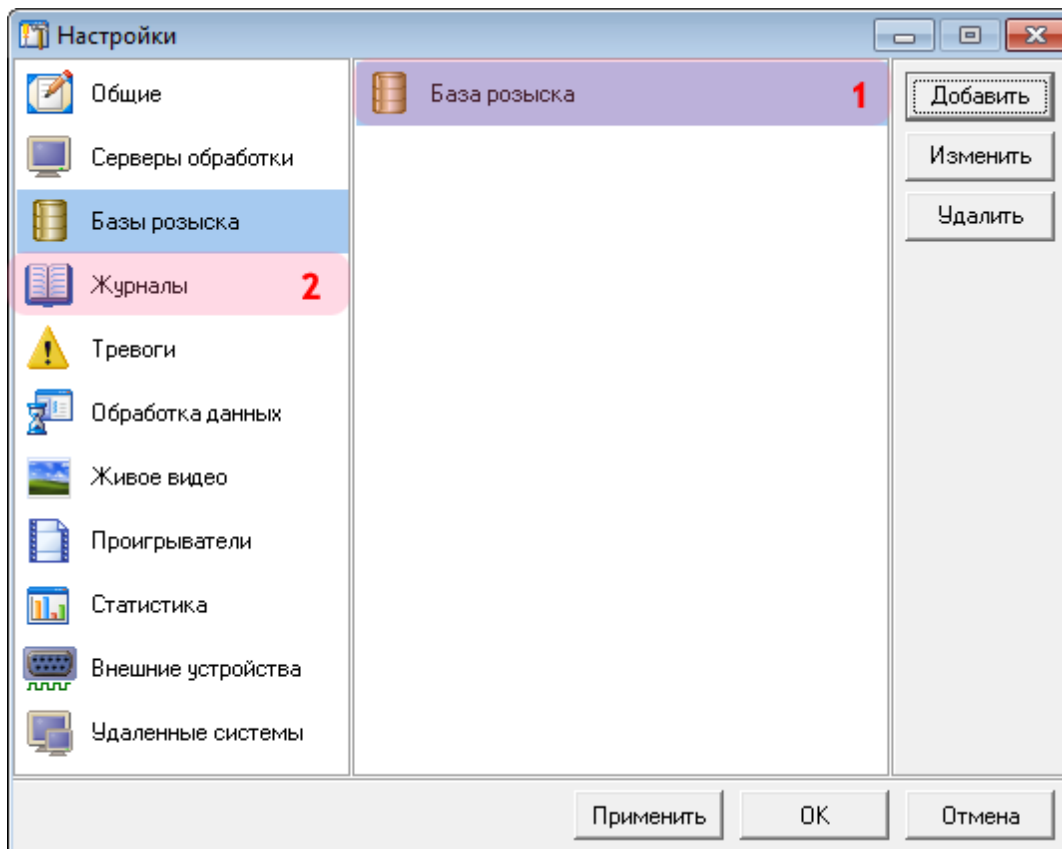 Настройки
Общие
Серверы обработки
Базы розыска
Журналы 2
Тревоги
Обработка данных
Живое видео
Проигрыватели
Статистика
Внешние устройства
Удаленные системы
База розыска 1
Добавить
Изменить
Удалить
Применить
OK
Отмена